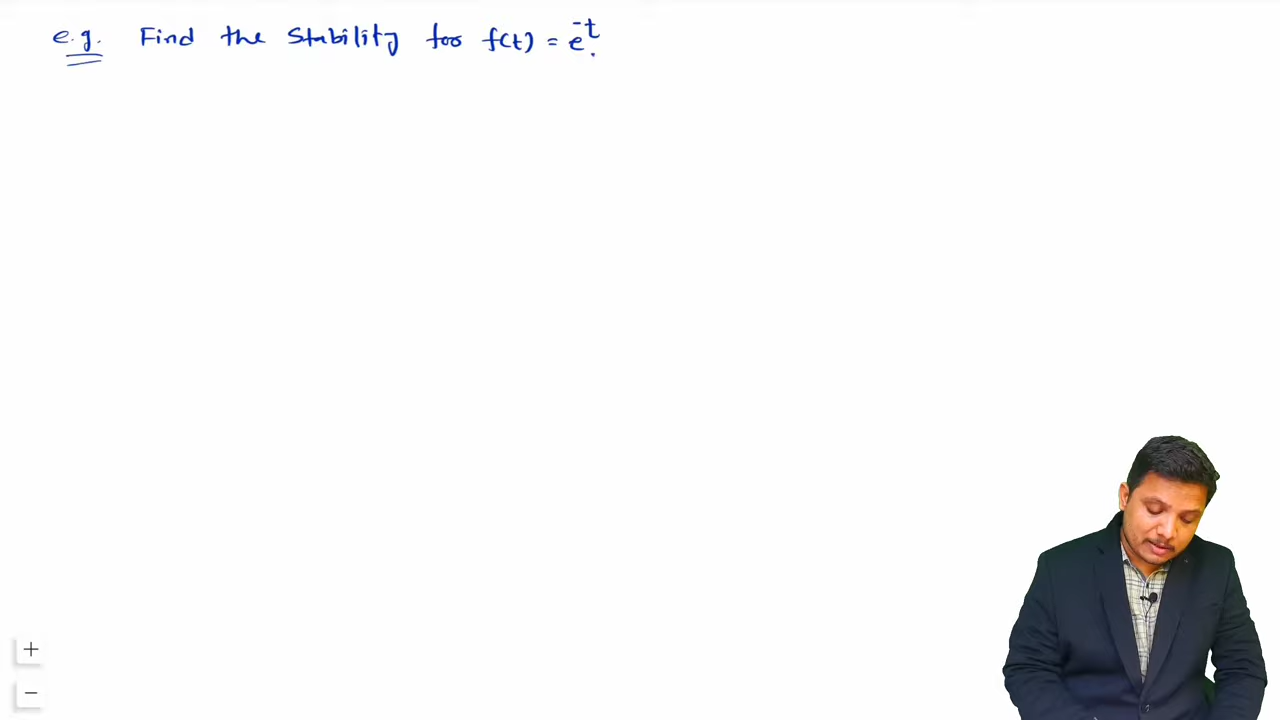 e.g. Find the Stability for f(t) = e^-t.
+
−